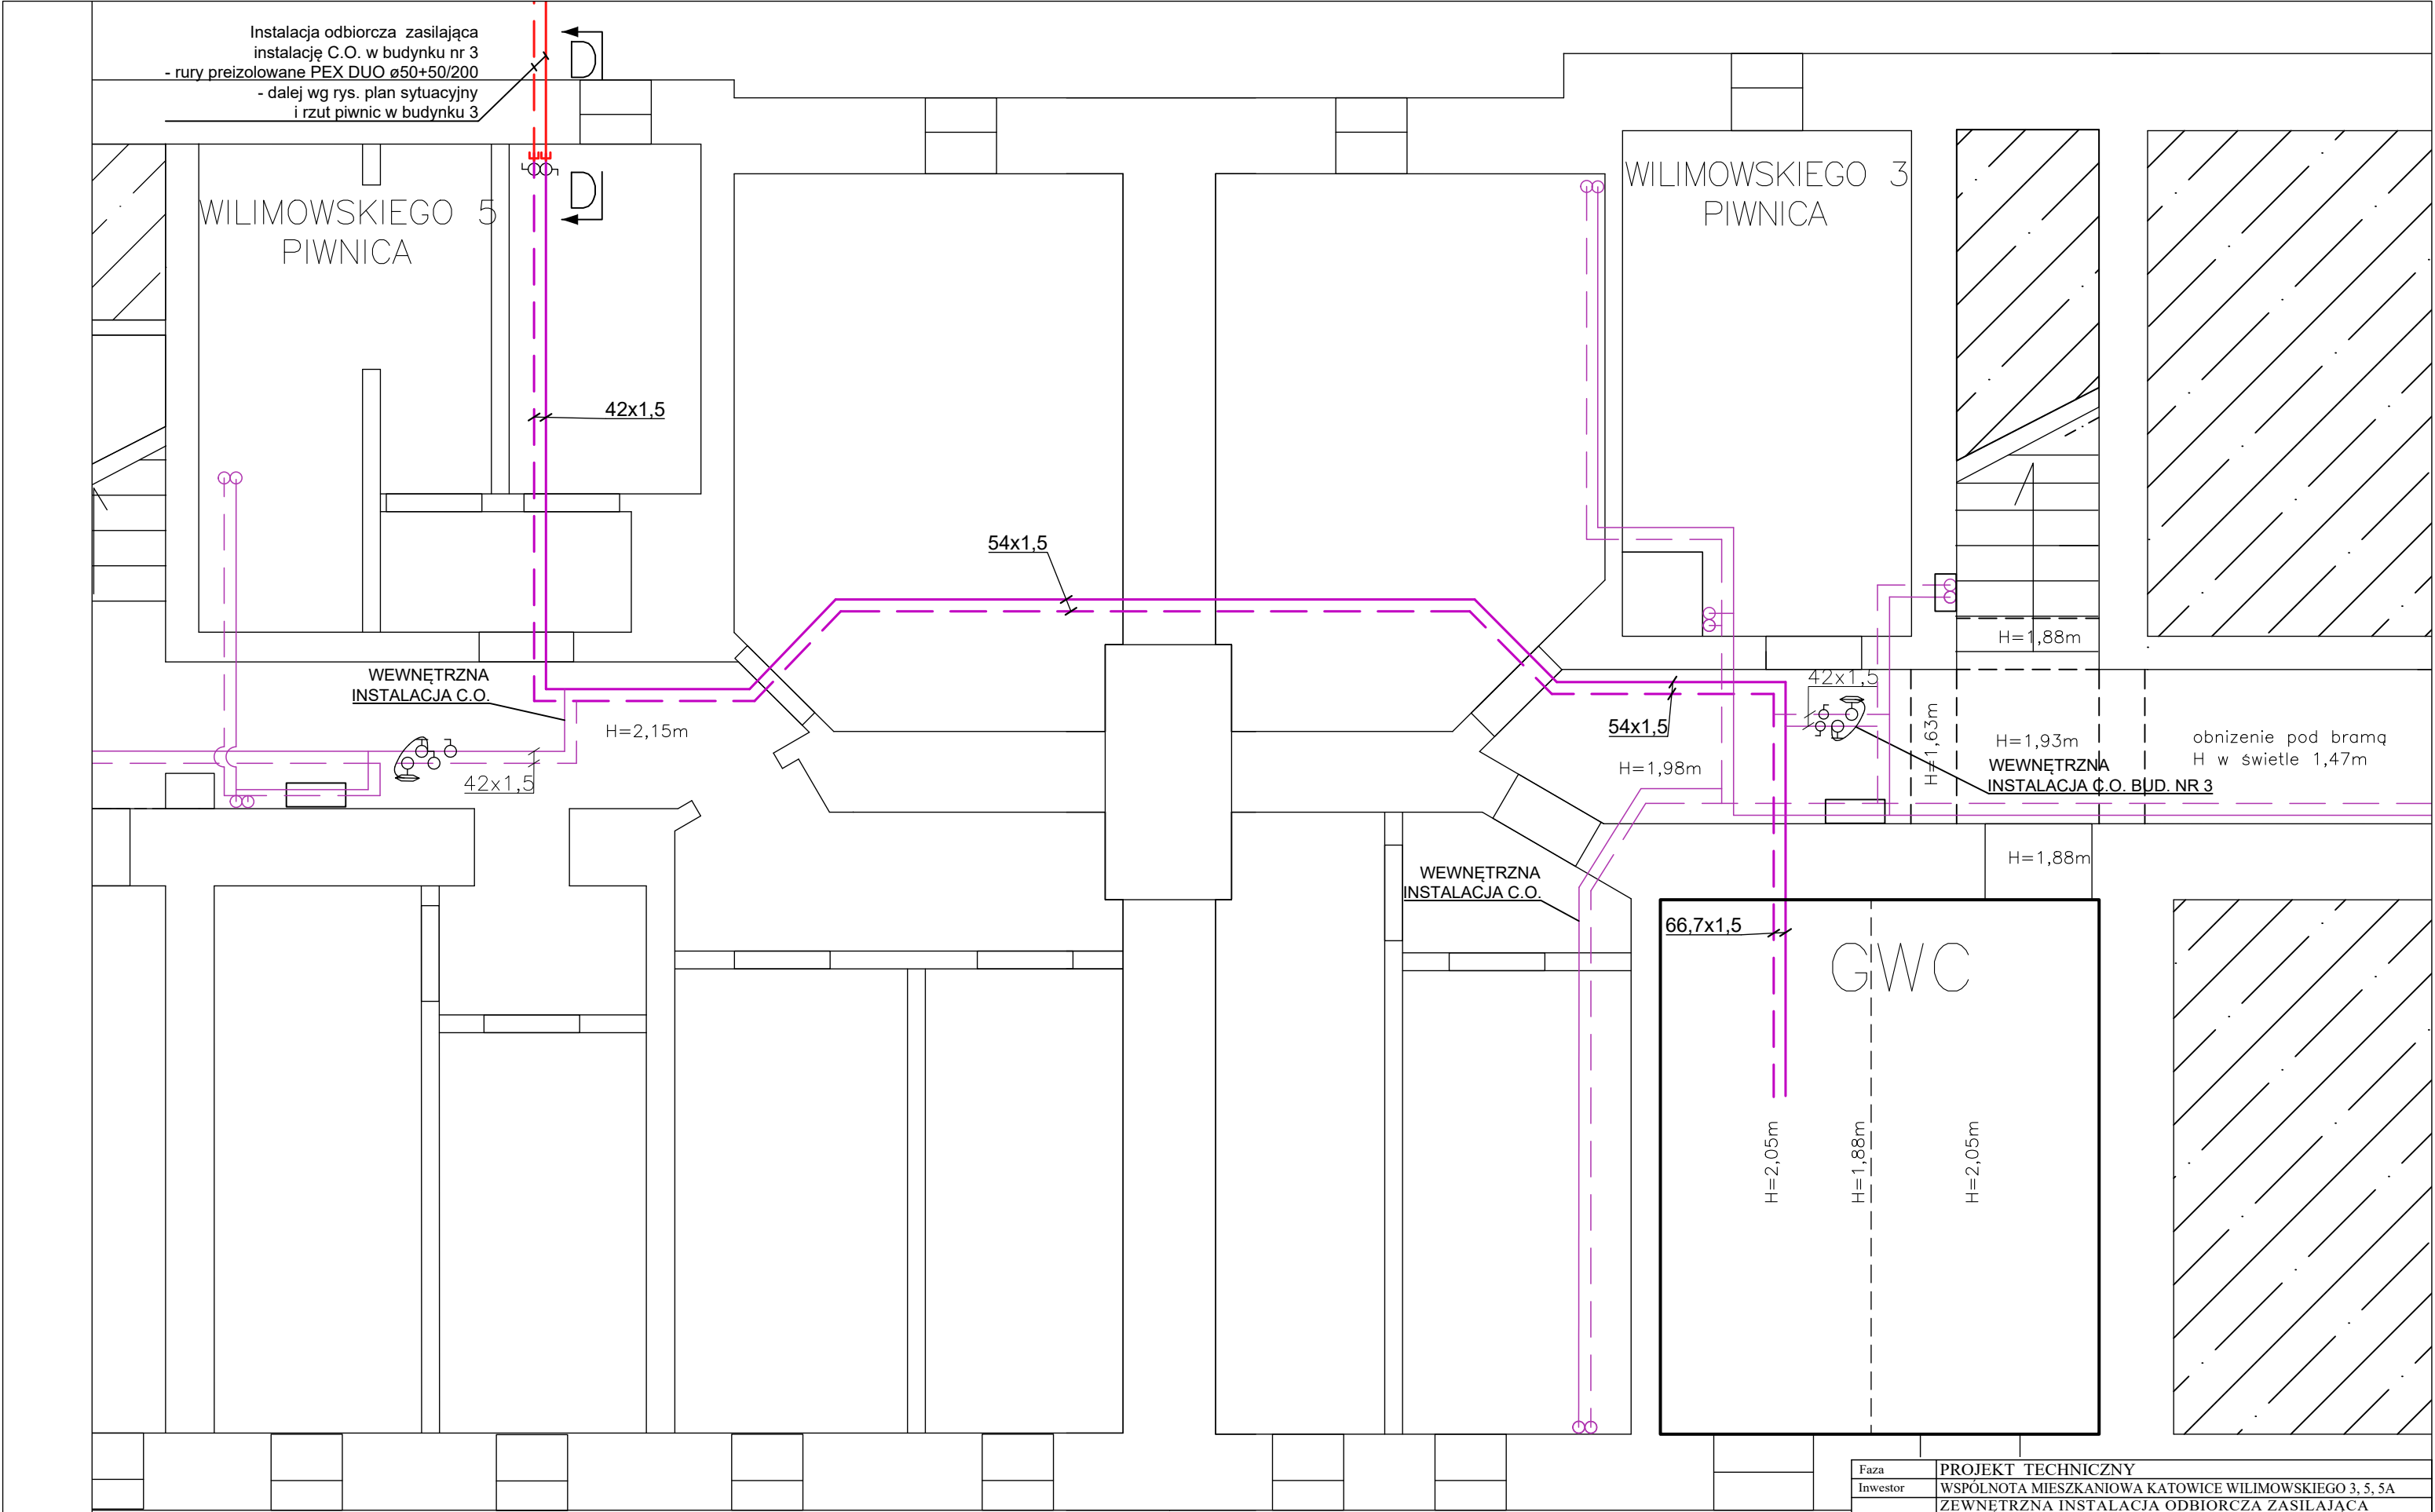 Instalacja odbiorcza zasilająca
instalację C.O. w budynku nr 3
- rury preizolowane PEX DUO ø50+50/200
- dalej wg rys. plan sytuacyjny
i rzut piwnic w budynku 3
D
D
WILIMOWSKIEGO 5
PIWNICA
WILIMOWSKIEGO 3
PIWNICA
42x1,5
54x1,5
H=1,88m
WEWNĘTRZNA
INSTALACJA C.O.
H=2,15m
42x1,5
42x1,5
54x1,5
H=1,98m
H=1,63m
H=1,93m
obnizenie pod bramą
H w świetle 1,47m
WEWNĘTRZNA
INSTALACJA C.O. BUD. NR 3
H=1,88m
WEWNĘTRZNA
INSTALACJA C.O.
66,7x1,5
GWC
H=2,05m
H=1,88m
H=2,05m
Faza PROJEKT TECHNICZNY
Inwestor WSPÓLNOTA MIESZKANIOWA KATOWICE WILIMOWSKIEGO 3, 5, 5A
ZEWNĘTRZNA INSTALACJA ODBIORCZA ZASILAJĄCA